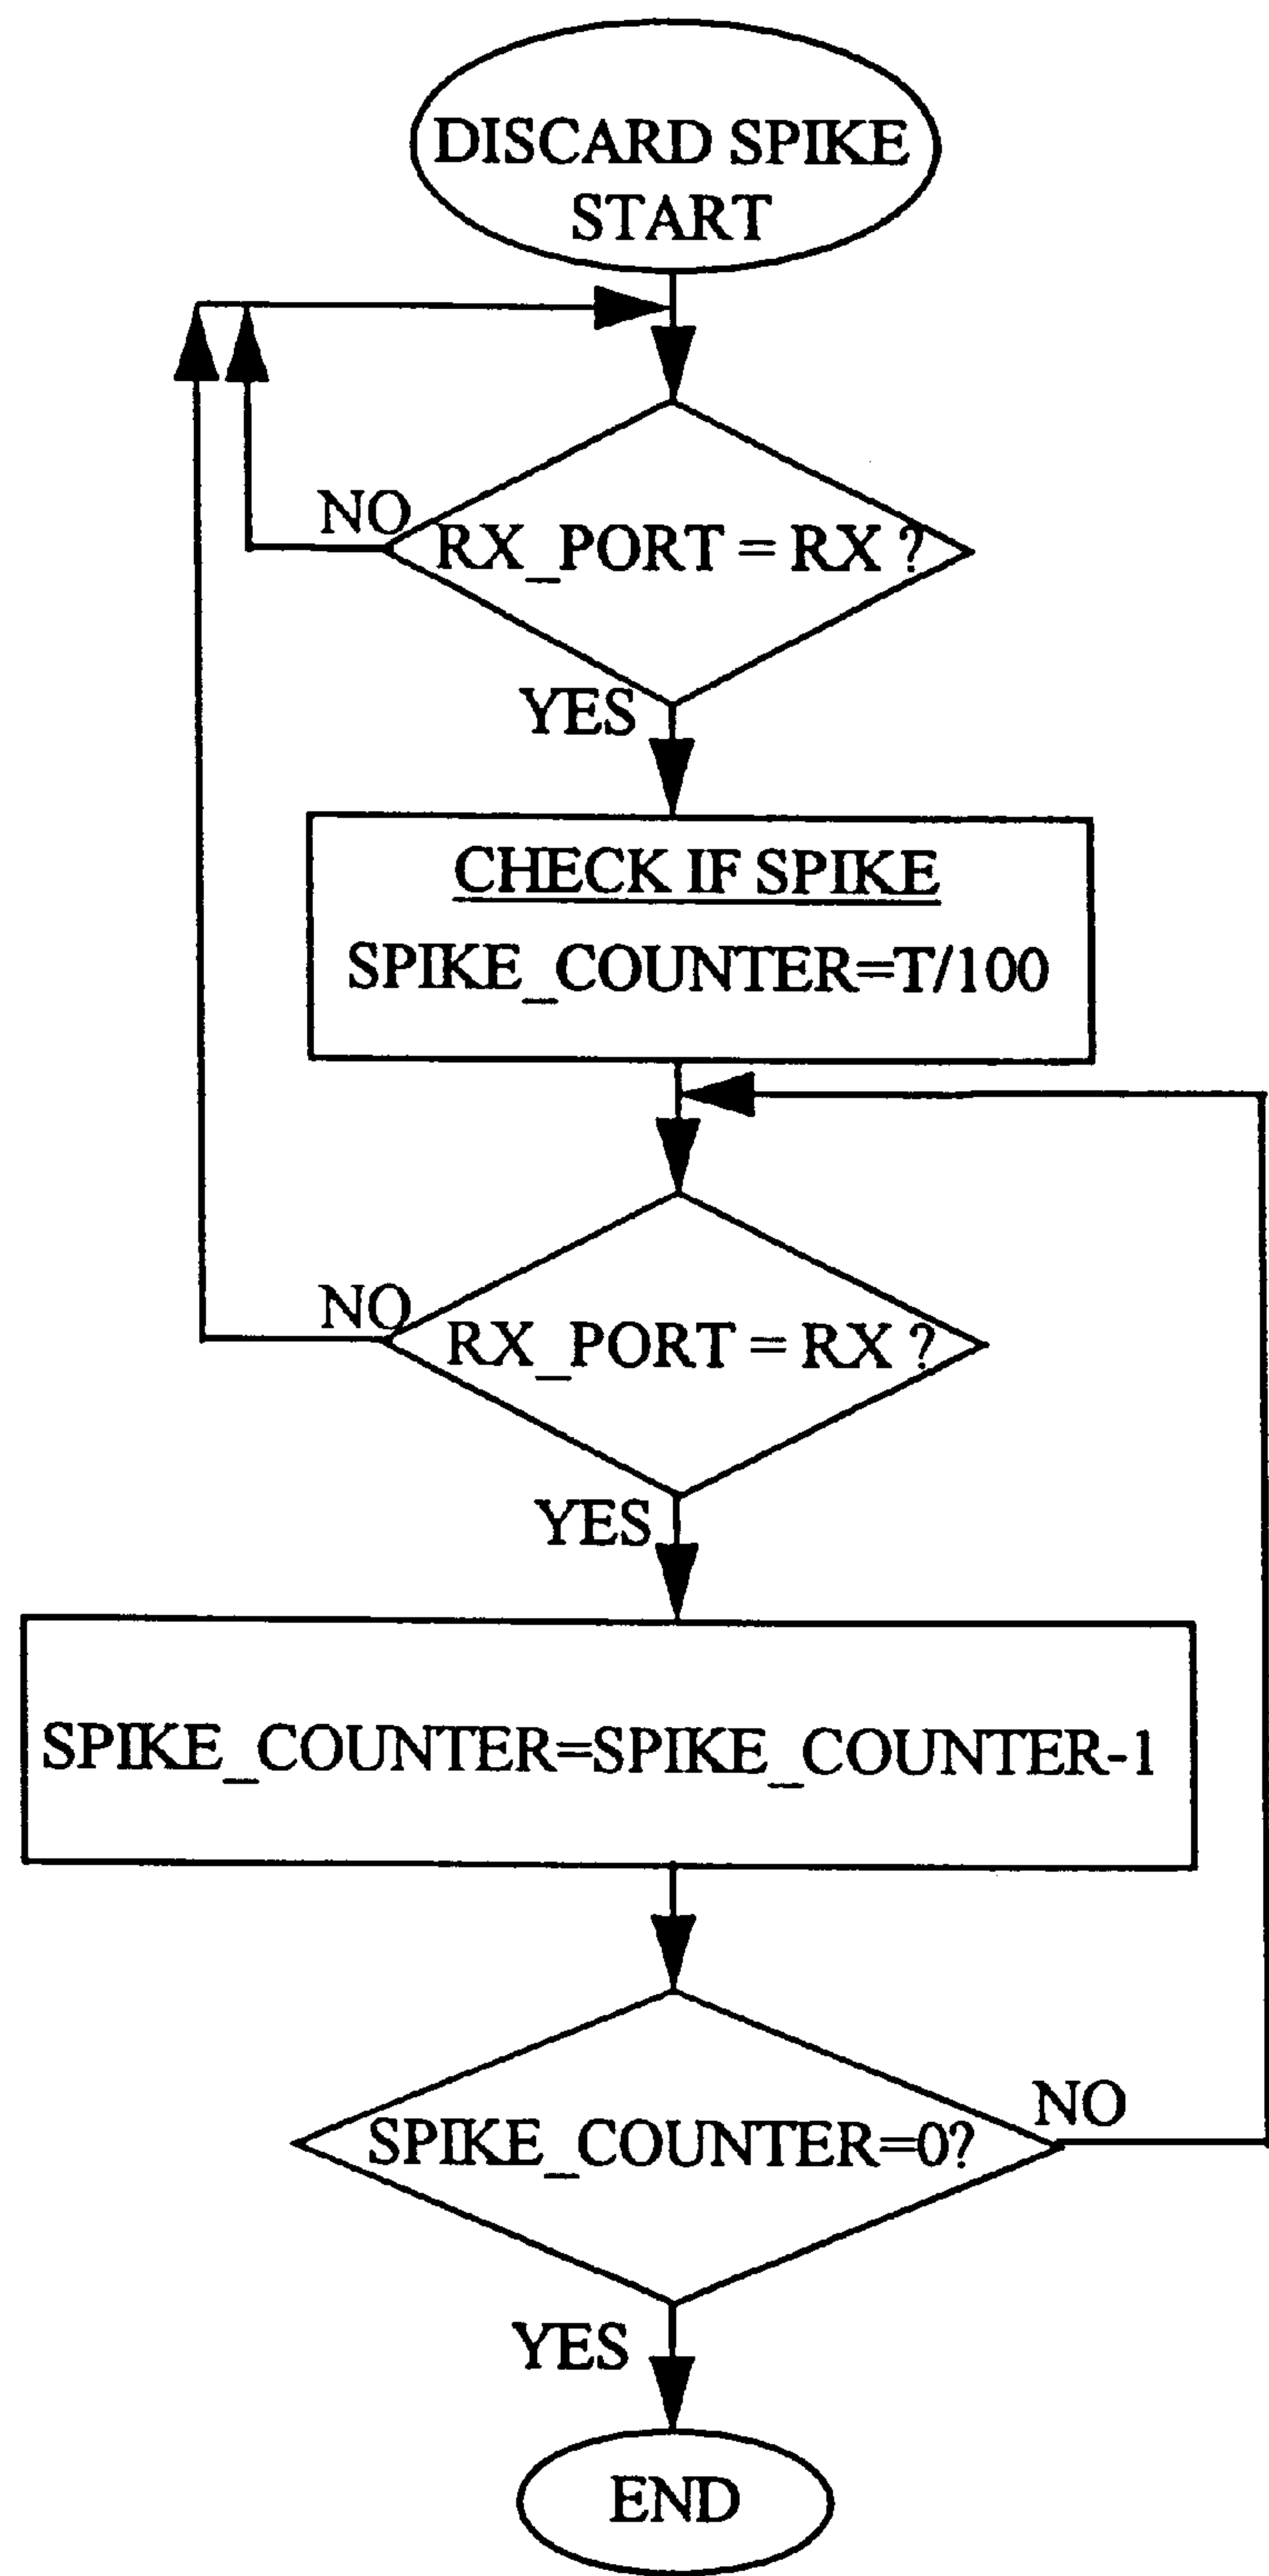 DISCARD SPIKE
START
NO
RX_PORT = RX ?
YES
CHECK IF SPIKE
SPIKE_COUNTER=T/100
NO
RX_PORT = RX ?
YES
SPIKE_COUNTER=SPIKE_COUNTER-1
NO
SPIKE_COUNTER=0?
YES
END